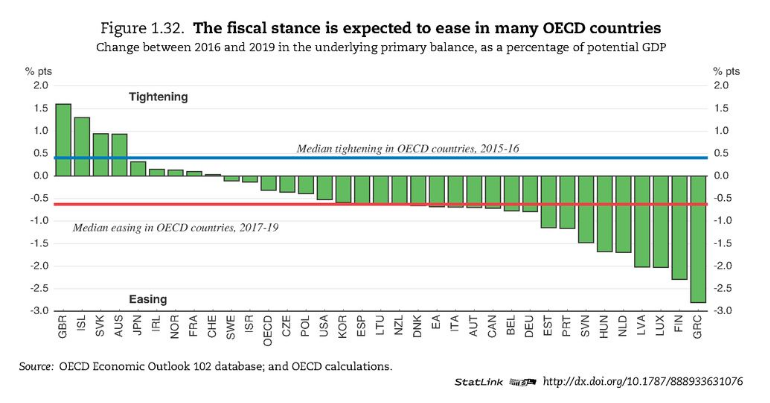 Figure 1.32. The fiscal stance is expected to ease in many OECD countries
Change between 2016 and 2019 in the underlying primary balance, as a percentage of potential GDP
% pts
% pts
2.0
2.0
Tightening
1.5
1.5
1.0
1.0
Median tightening in OECD countries, 2015-16
0.5
0.5
0.0
0.0
-0.5
-0.5
Median easing in OECD countries, 2017-19
-1.0
-1.0
-1.5
-1.5
-2.0
-2.0
-2.5
-2.5
Easing
-3.0
-3.0
GBR
ISL
SVK
AUS
JPN
IRL
NOR
FRA
CHE
SWE
ISR
OECD
CZE
POL
USA
KOR
ESP
LTU
NZL
DNK
EA
ITA
AUT
CAN
BEL
DEU
EST
PRT
SVN
HUN
NLD
LVA
LUX
FIN
GRC
Source: OECD Economic Outlook 102 database; and OECD calculations.
StatLink http://dx.doi.org/10.1787/888933631076